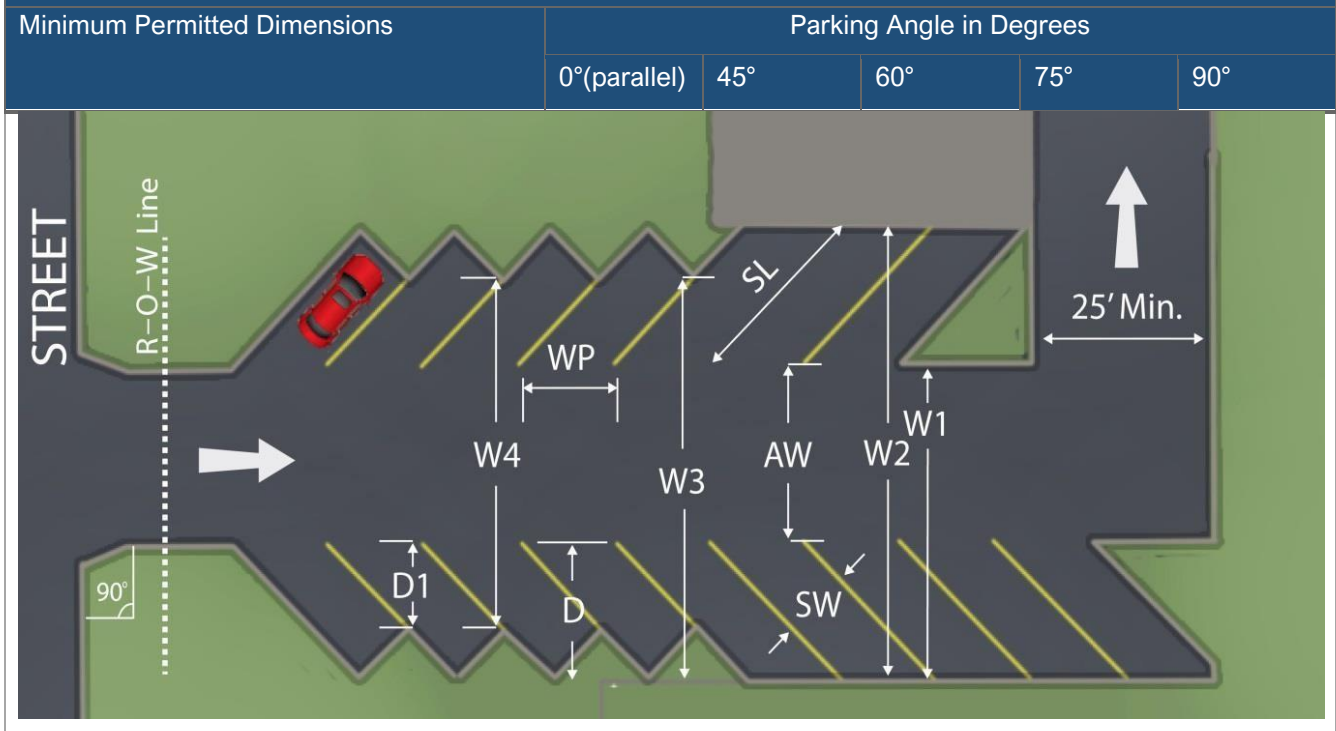 Minimum Permitted Dimensions
Parking Angle in Degrees
0°(parallel)
45°
60°
75°
90°
STREET
R-O-W Line
SL
25' Min.
WP
W1
W4
AW
W2
W3
D1
90°
D
SW